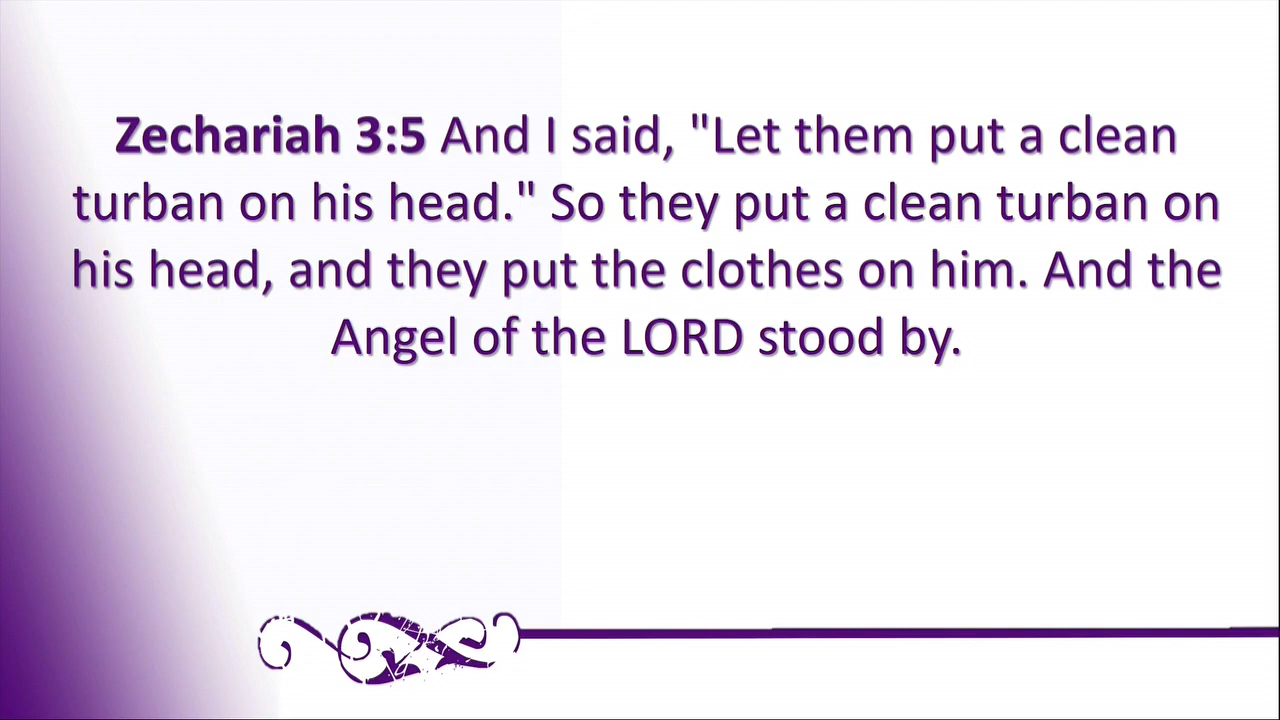 Zechariah 3:5 And I said, "Let them put a clean
turban on his head." So they put a clean turban on
his head, and they put the clothes on him. And the
Angel of the LORD stood by.